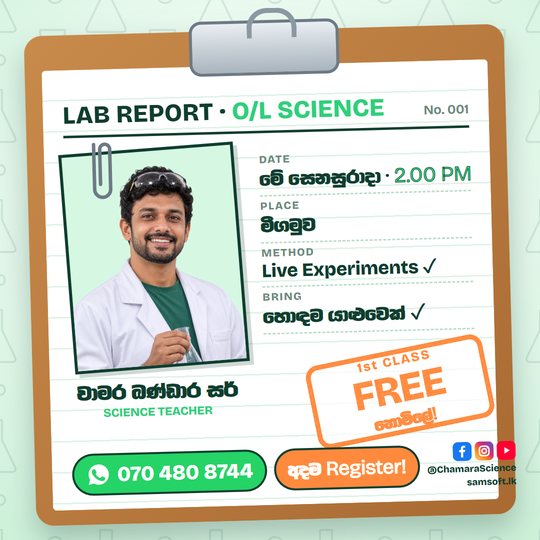 LAB REPORT · O/L SCIENCE
No. 001
DATE
මේ සෙනසුරාදා · 2.00 PM
PLACE
මීගමුව
METHOD
Live Experiments ✓
BRING
හොඳම යාළුවෙක් ✓
චාමර බණ්ඩාර සර්
SCIENCE TEACHER
1st CLASS
FREE
නොමිලේ!
070 480 8744
අදම Register!
@ChamaraScience
samsoft.lk